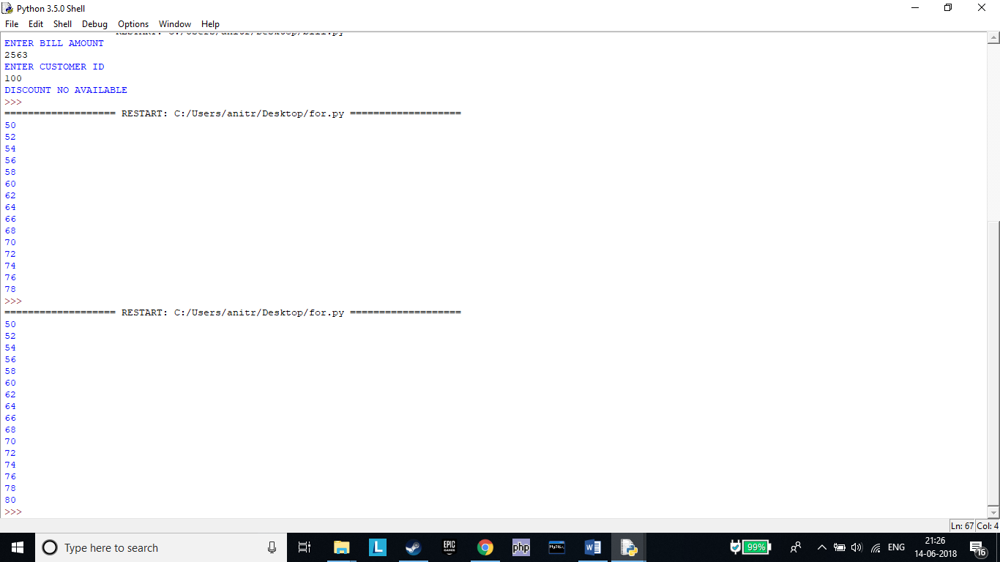 Python 3.5.0 Shell
File Edit Shell Debug Options Window Help
RESTART: C:/Users/anitr/Desktop/bill.py
ENTER BILL AMOUNT
2563
ENTER CUSTOMER ID
100
DISCOUNT NO AVAILABLE
>>>
=================== RESTART: C:/Users/anitr/Desktop/for.py ===================
50
52
54
56
58
60
62
64
66
68
70
72
74
76
78
>>>
=================== RESTART: C:/Users/anitr/Desktop/for.py ===================
50
52
54
56
58
60
62
64
66
68
70
72
74
76
78
80
>>>
Ln: 67 Col: 4
Type here to search
L
EPIC GAMES
php
MySQL
W
99%
ENG
21:26
14-06-2018
16